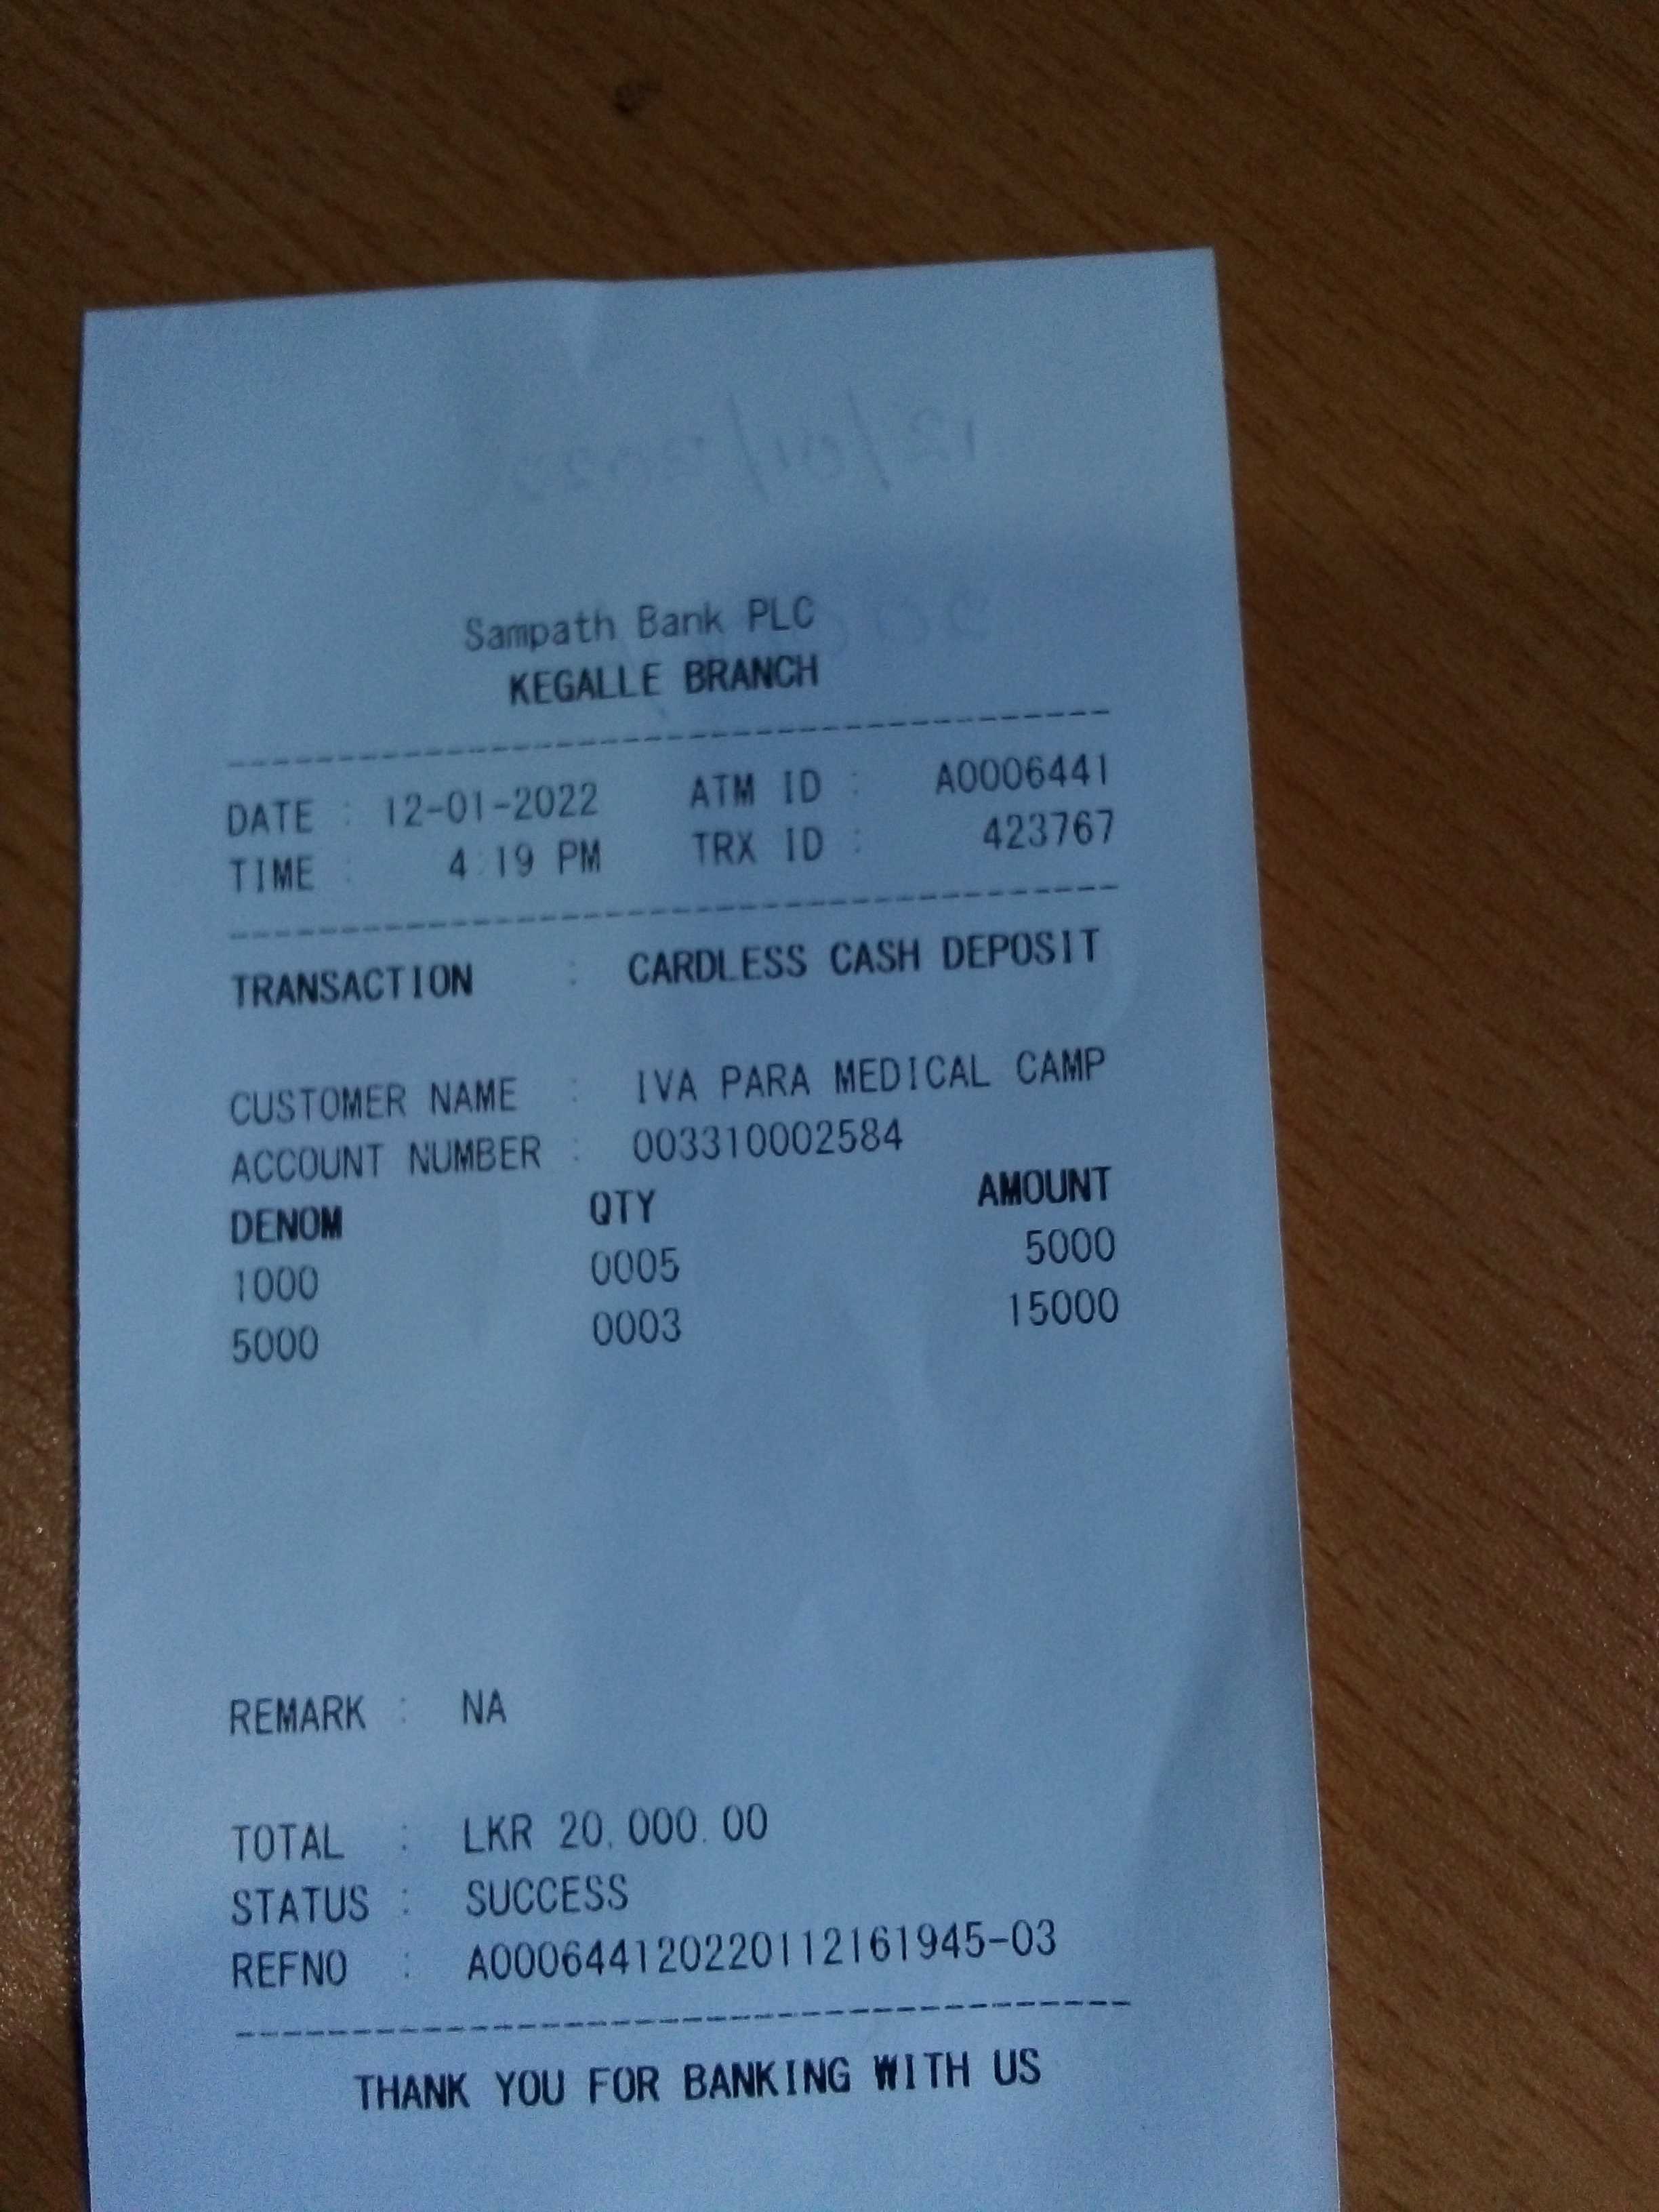 Sampath Bank PLC
KEGALLE BRANCH
DATE : 12-01-2022 ATM ID : A0006441
TIME : 4:19 PM TRX ID : 423767
TRANSACTION : CARDLESS CASH DEPOSIT
CUSTOMER NAME : IVA PARA MEDICAL CAMP
ACCOUNT NUMBER : 003310002584
DENOM QTY AMOUNT
1000 0005 5000
5000 0003 15000
REMARK : NA
TOTAL : LKR 20,000.00
STATUS : SUCCESS
REFNO : A000644120220112161945-03
THANK YOU FOR BANKING WITH US